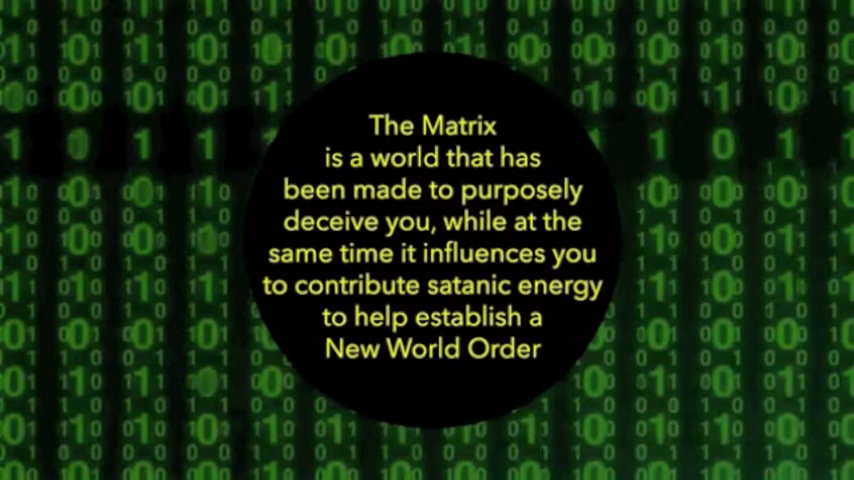 The Matrix
is a world that has
been made to purposely
deceive you, while at the
same time it influences you
to contribute satanic energy
to help establish a
New World Order